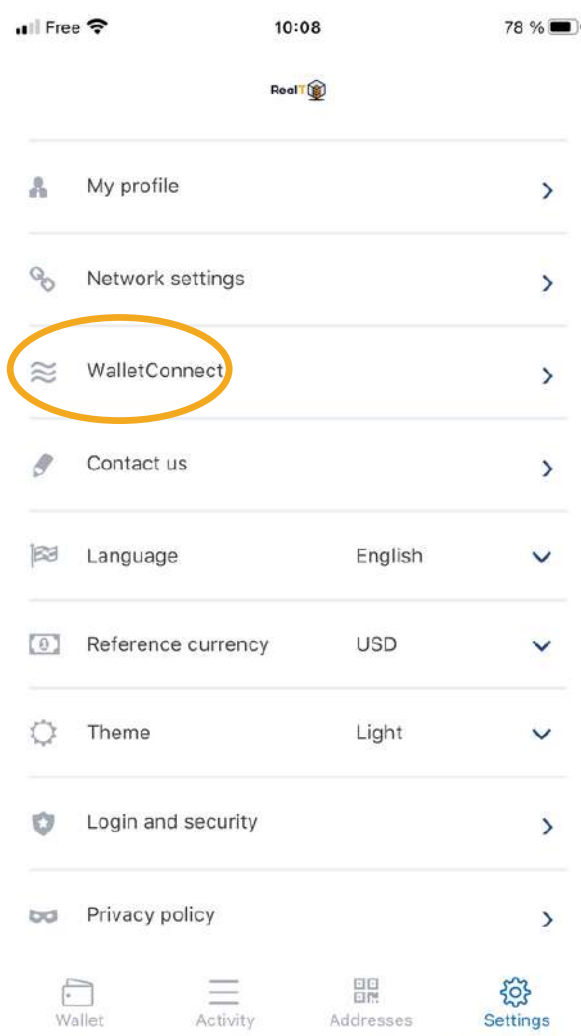 Free 10:08 78 %
RealT
My profile
Network settings
WalletConnect
Contact us
Language English
Reference currency USD
Theme Light
Login and security
Privacy policy
Wallet Activity Addresses Settings